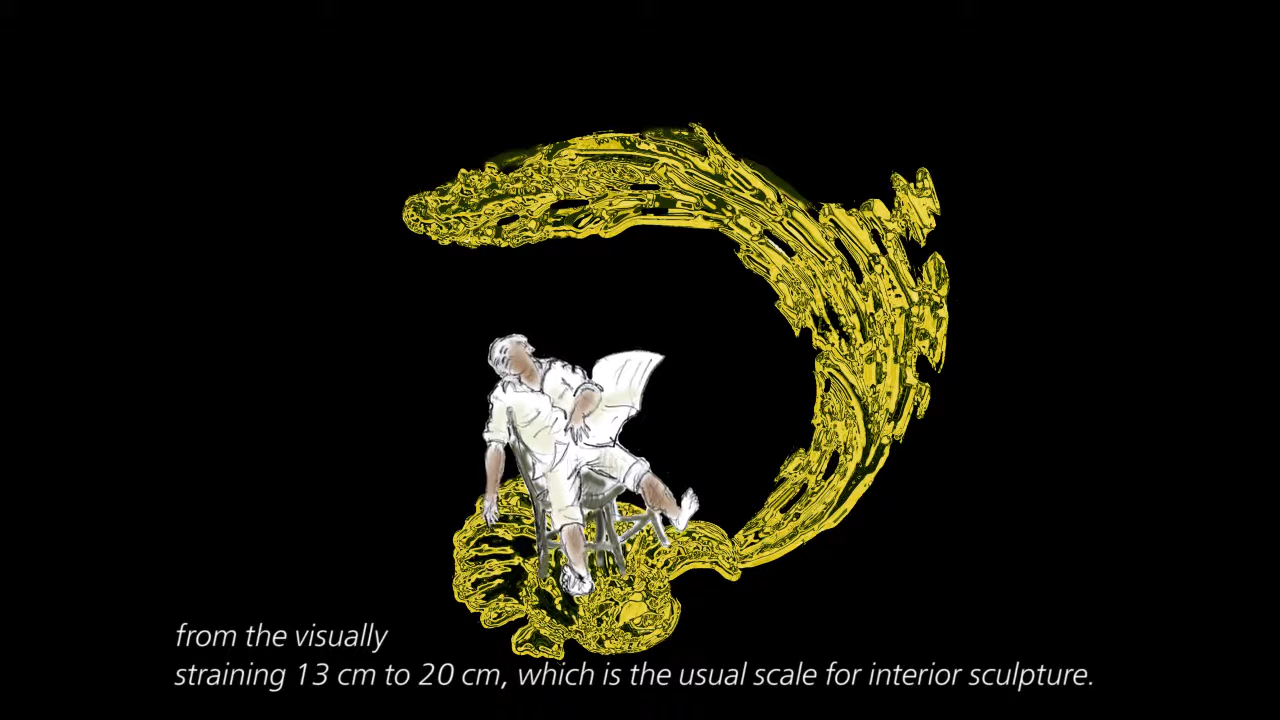 from the visually
straining 13 cm to 20 cm, which is the usual scale for interior sculpture.